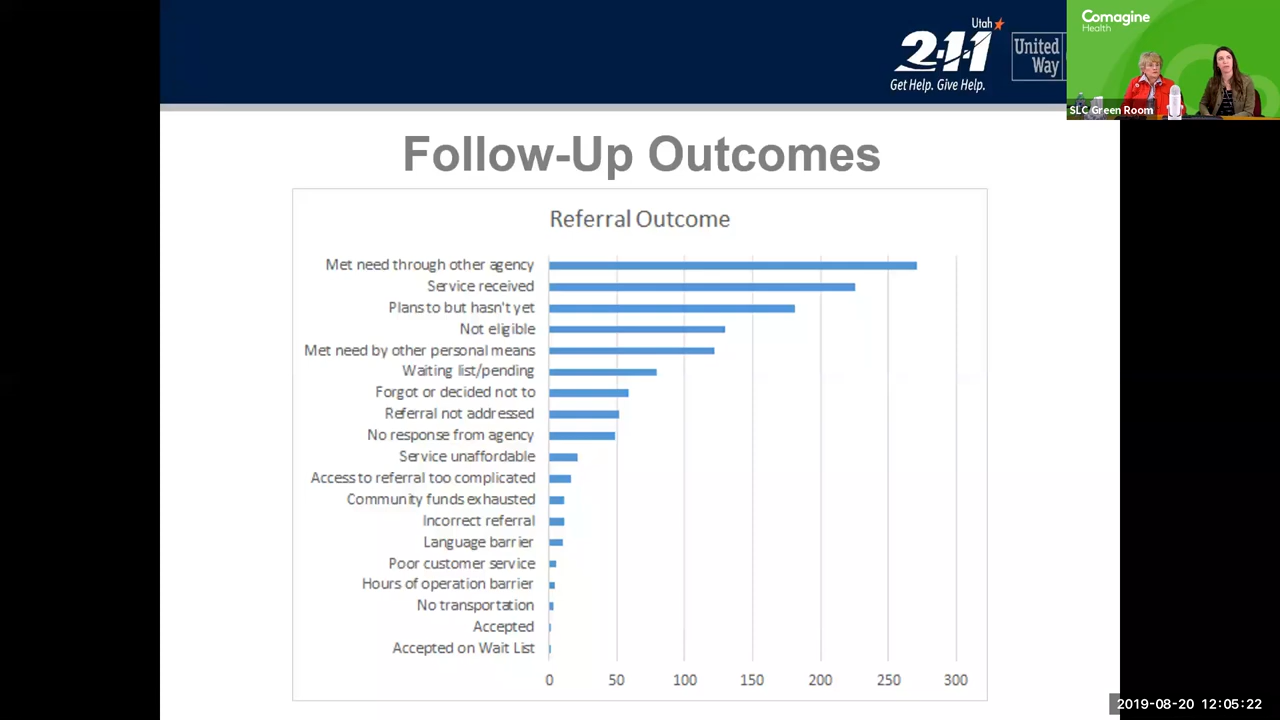 Utah
2-1-1
Get Help. Give Help.
United
Way
Comagine
Health
SLC Green Room
Follow-Up Outcomes
Referral Outcome
Met need through other agency
Service received
Plans to but hasn't yet
Not eligible
Met need by other personal means
Waiting list/pending
Forgot or decided not to
Referral not addressed
No response from agency
Service unaffordable
Access to referral too complicated
Community funds exhausted
Incorrect referral
Language barrier
Poor customer service
Hours of operation barrier
No transportation
Accepted
Accepted on Wait List
0 50 100 150 200 250 300
2019-08-20 12:05:22